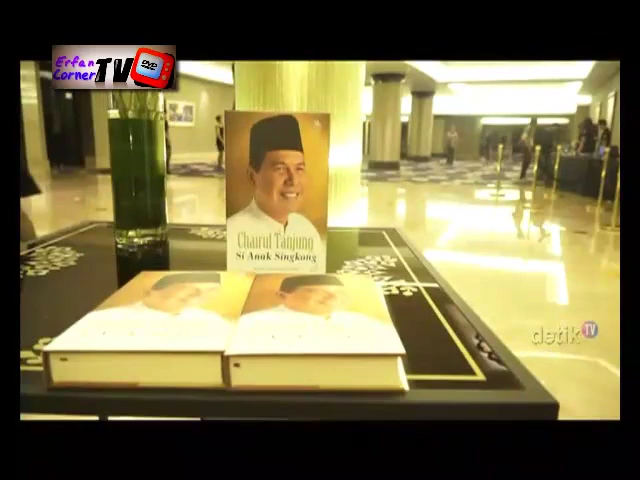 Erfan
Corner TV
DVD
Chairul Tanjung
Si Anak Singkong
detik TV